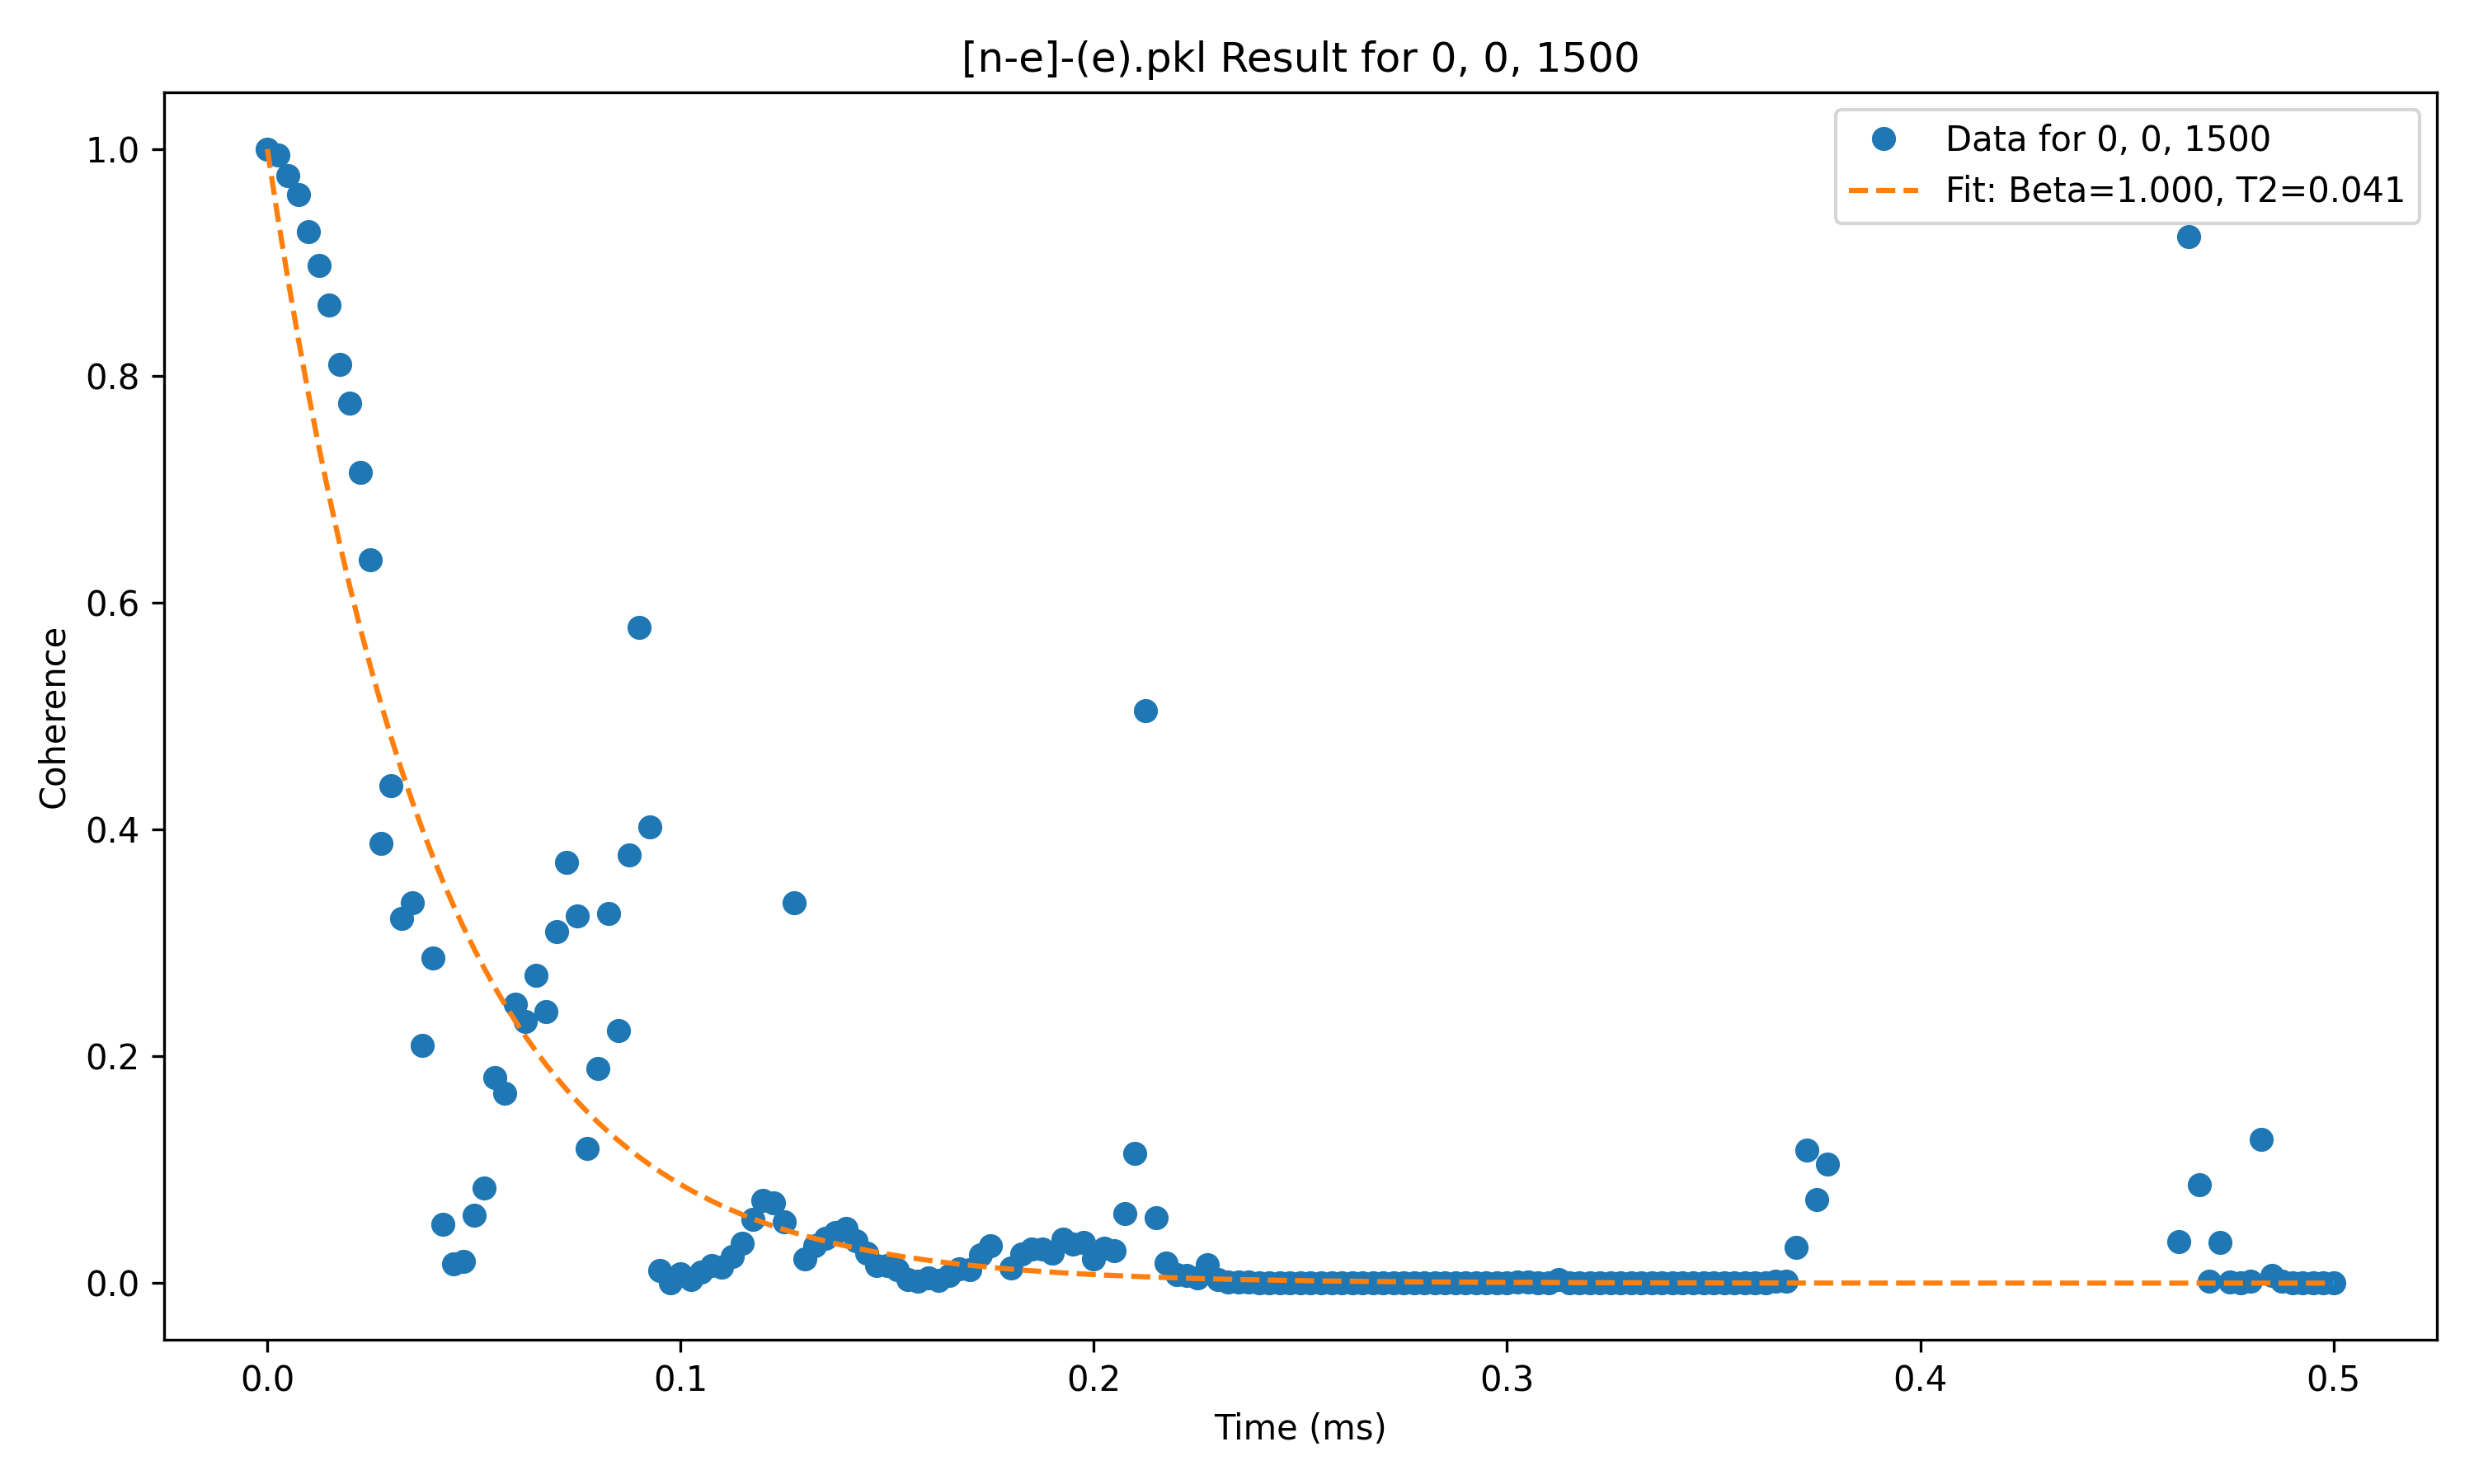 [n-e]-(e).pkl Result for 0, 0, 1500
Data for 0, 0, 1500
Fit: Beta=1.000, T2=0.041
Coherence
1.0
0.8
0.6
0.4
0.2
0.0
0.0 0.1 0.2 0.3 0.4 0.5
Time (ms)